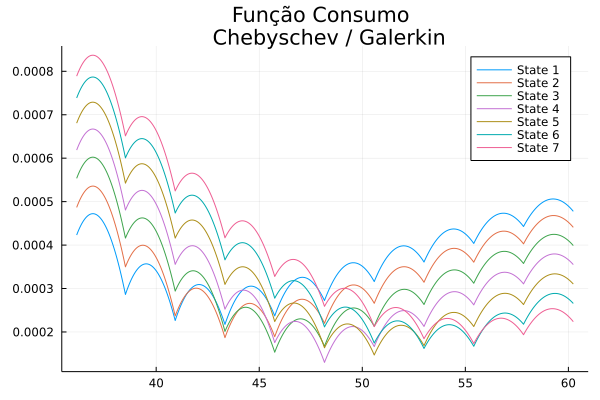 Função Consumo
Chebyschev / Galerkin
0.0008
0.0007
0.0006
0.0005
0.0004
0.0003
0.0002
State 1
State 2
State 3
State 4
State 5
State 6
State 7
40 45 50 55 60